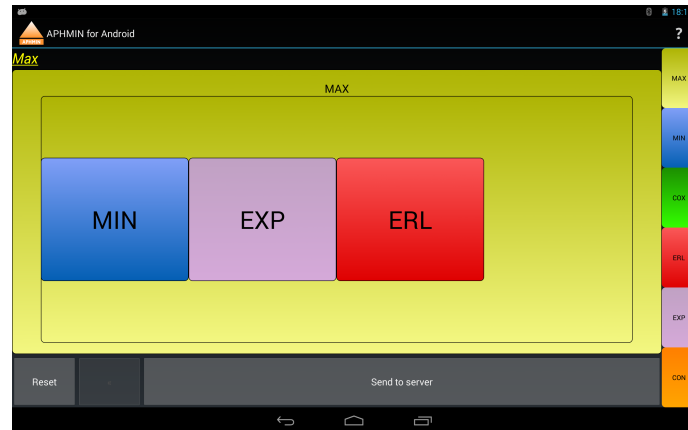 18:1
APHMIN
APHMIN for Android
?
Max
MAX
MIN
EXP
ERL
MAX
MIN
COX
ERL
EXP
CON
Reset
Send to server